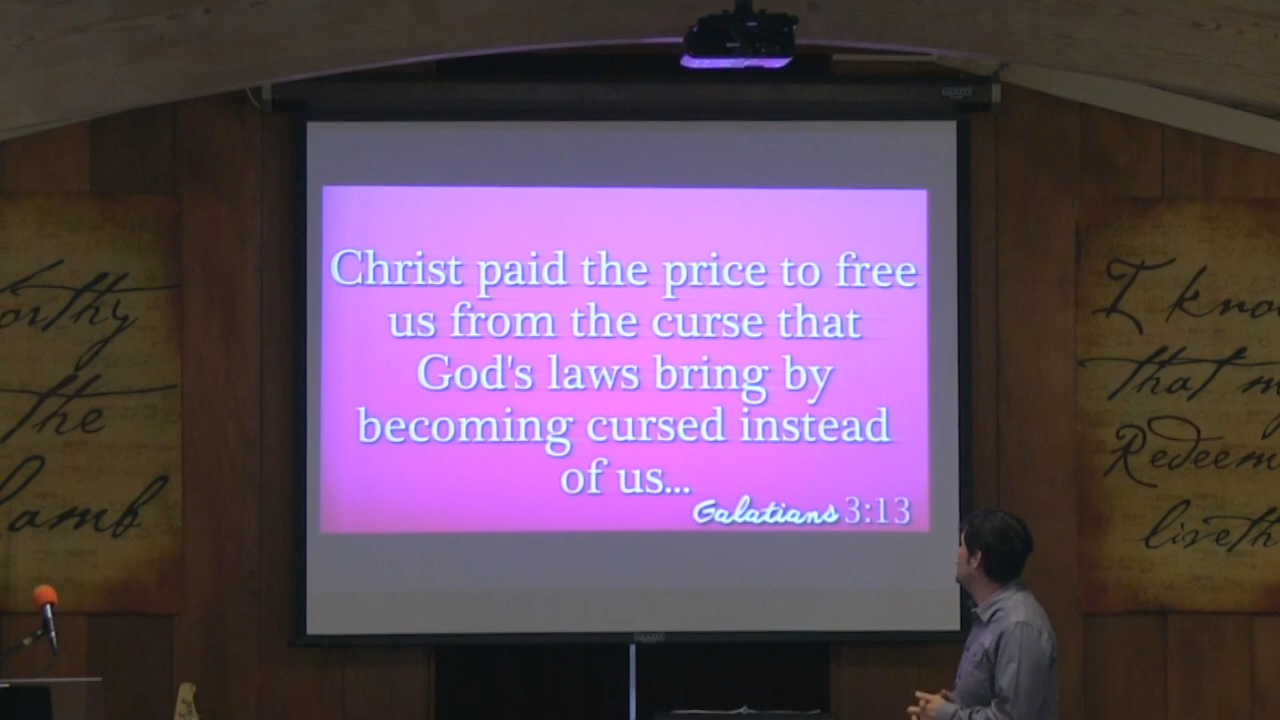 Christ paid the price to free
us from the curse that
God's laws bring by
becoming cursed instead
of us...
Galatians 3:13
the
I
that
liveth